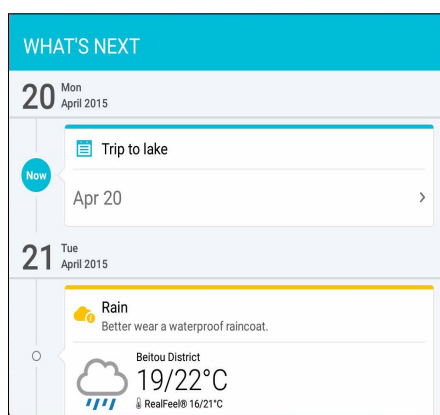 WHAT'S NEXT
20 Mon
April 2015
Trip to lake
Now
Apr 20
21 Tue
April 2015
Rain
Better wear a waterproof raincoat.
Beitou District
19/22°C
RealFeel® 16/21°C